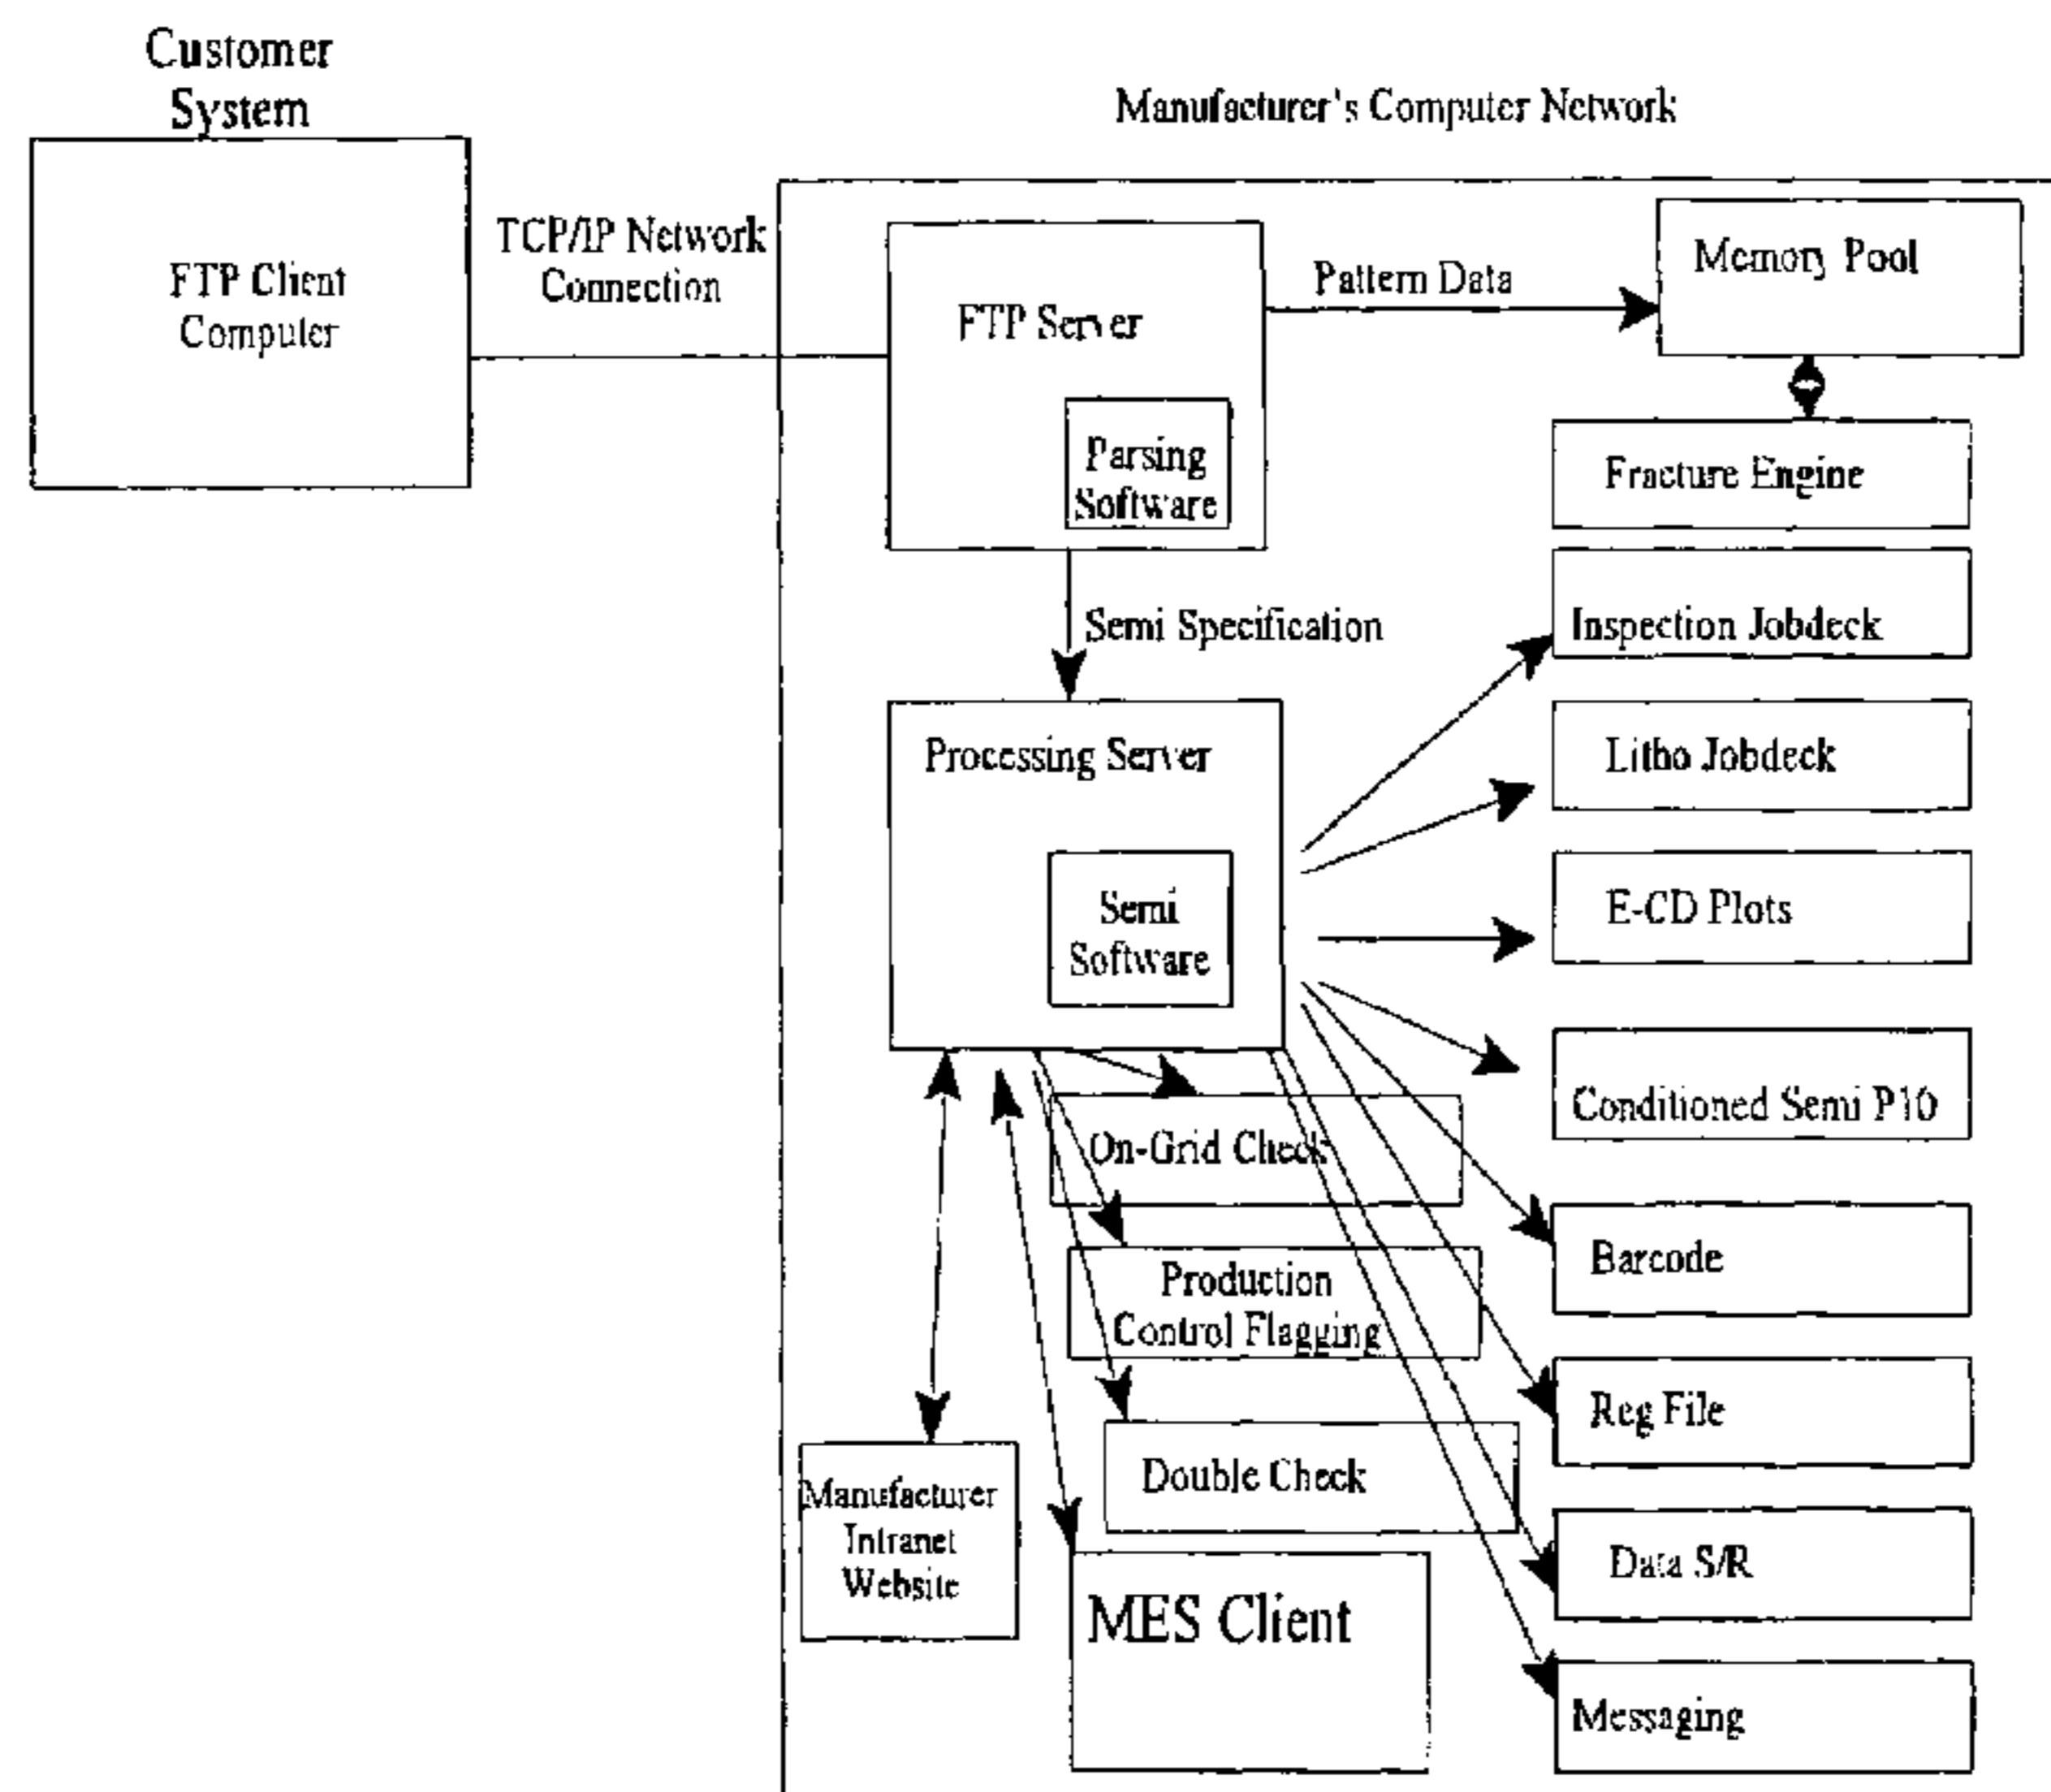 Customer
System
Manufacturer's Computer Network
FTP Client
Computer
TCP/IP Network
Connection
FTP Server
Parsing
Software
Pattern Data
Memory Pool
Fracture Engine
Semi Specification
Inspection Jobdeck
Processing Server
Litho Jobdeck
Semi
Software
E-CD Plots
Conditioned Semi P10
On-Grid Check
Barcode
Production
Control Flagging
Reg File
Double Check
Manufacturer
Intranet
Website
Data S/R
MES Client
Messaging